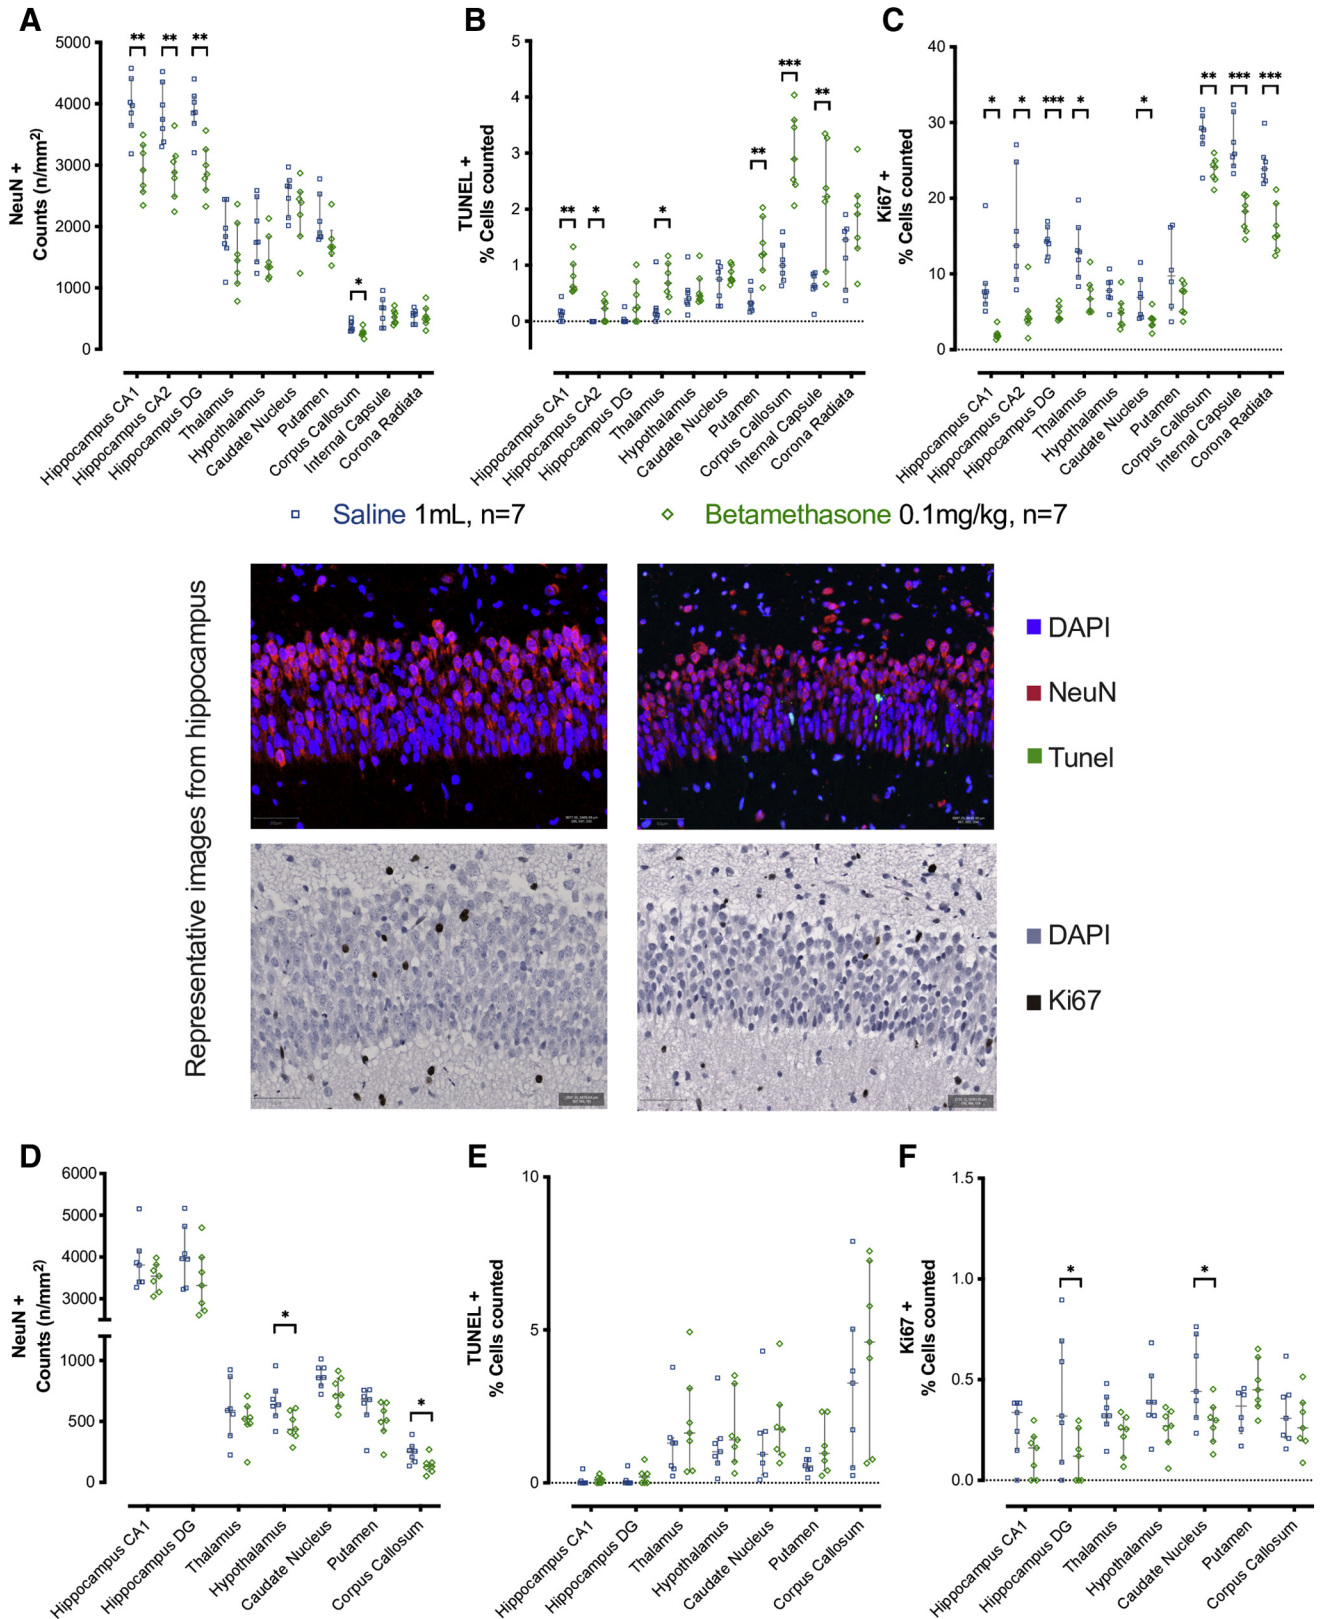 A
NeuN +
Counts (n/mm²)
5000
4000
3000
2000
1000
0
** ** ** *
Hippocampus CA1
Hippocampus CA2
Hippocampus DG
Thalamus
Hypothalamus
Caudate Nucleus
Putamen
Corpus Callosum
Internal Capsule
Corona Radiata
B
TUNEL +
% Cells counted
5
4
3
2
1
0
** * * ** *** **
Hippocampus CA1
Hippocampus CA2
Hippocampus DG
Thalamus
Hypothalamus
Caudate Nucleus
Putamen
Corpus Callosum
Internal Capsule
Corona Radiata
C
Ki67 +
% Cells counted
40
30
20
10
0
* * *** * * ** *** ***
Hippocampus CA1
Hippocampus CA2
Hippocampus DG
Thalamus
Hypothalamus
Caudate Nucleus
Putamen
Corpus Callosum
Internal Capsule
Corona Radiata
Saline 1mL, n=7
Betamethasone 0.1mg/kg, n=7
Representative images from hippocampus
DAPI
NeuN
Tunel
DAPI
Ki67
D
NeuN +
Counts (n/mm²)
6000
5000
4000
3000
1000
500
0
* *
Hippocampus CA1
Hippocampus DG
Thalamus
Hypothalamus
Caudate Nucleus
Putamen
Corpus Callosum
E
TUNEL +
% Cells counted
10
5
0
Hippocampus CA1
Hippocampus DG
Thalamus
Hypothalamus
Caudate Nucleus
Putamen
Corpus Callosum
F
Ki67 +
% Cells counted
1.5
1.0
0.5
0.0
* *
Hippocampus CA1
Hippocampus DG
Thalamus
Hypothalamus
Caudate Nucleus
Putamen
Corpus Callosum